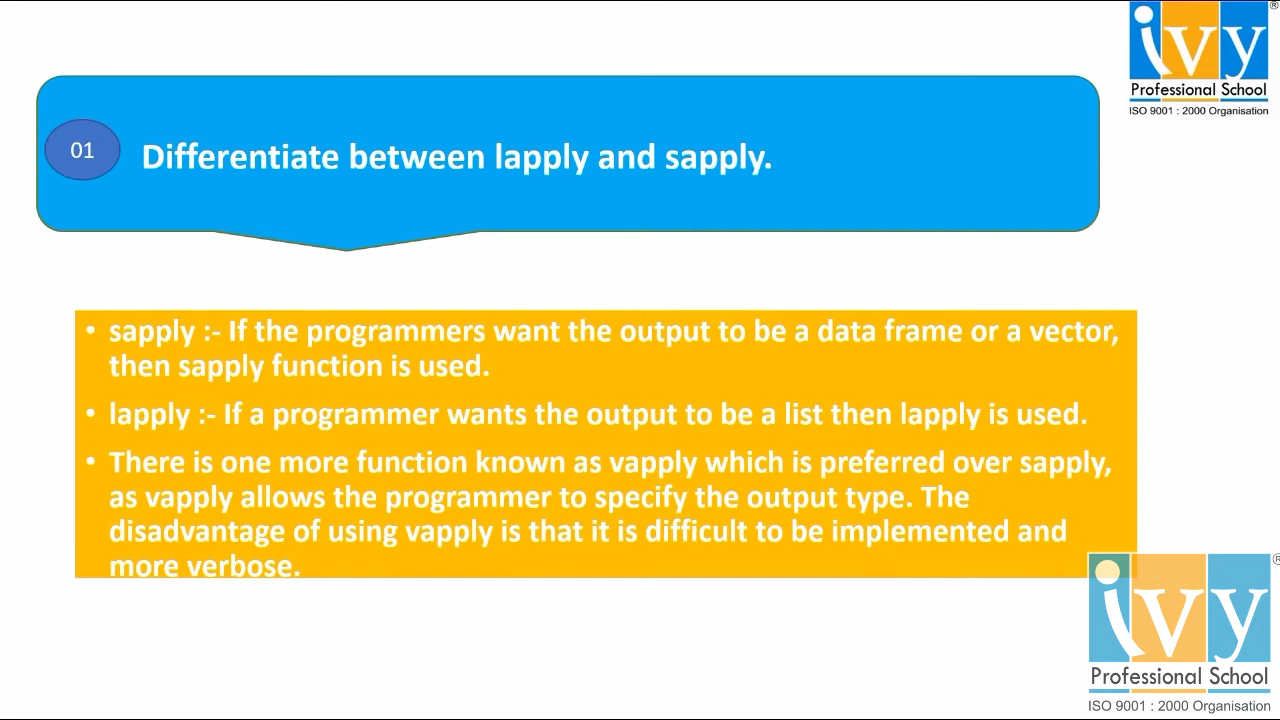 ivy
®
Professional School
ISO 9001 : 2000 Organisation
01
Differentiate between lapply and sapply.
• sapply :- If the programmers want the output to be a data frame or a vector,
then sapply function is used.
• lapply :- If a programmer wants the output to be a list then lapply is used.
• There is one more function known as vapply which is preferred over sapply,
as vapply allows the programmer to specify the output type. The
disadvantage of using vapply is that it is difficult to be implemented and
more verbose.
ivy
®
Professional School
ISO 9001 : 2000 Organisation